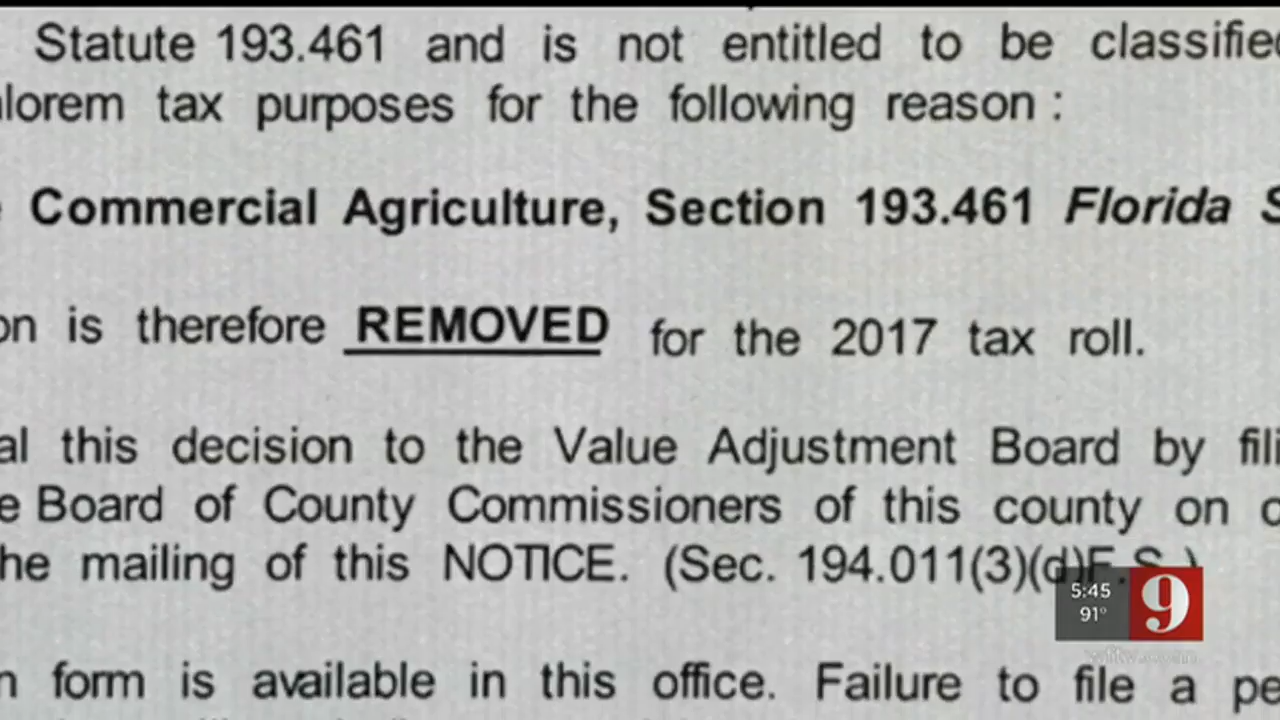 Statute 193.461 and is not entitled to be classified
lorem tax purposes for the following reason :
Commercial Agriculture, Section 193.461 Florida S
on is therefore REMOVED for the 2017 tax roll.
al this decision to the Value Adjustment Board by fili
e Board of County Commissioners of this county on o
he mailing of this NOTICE. (Sec. 194.011(3)(d)F.S.)
5:45
91°
9
n form is available in this office. Failure to file a pe